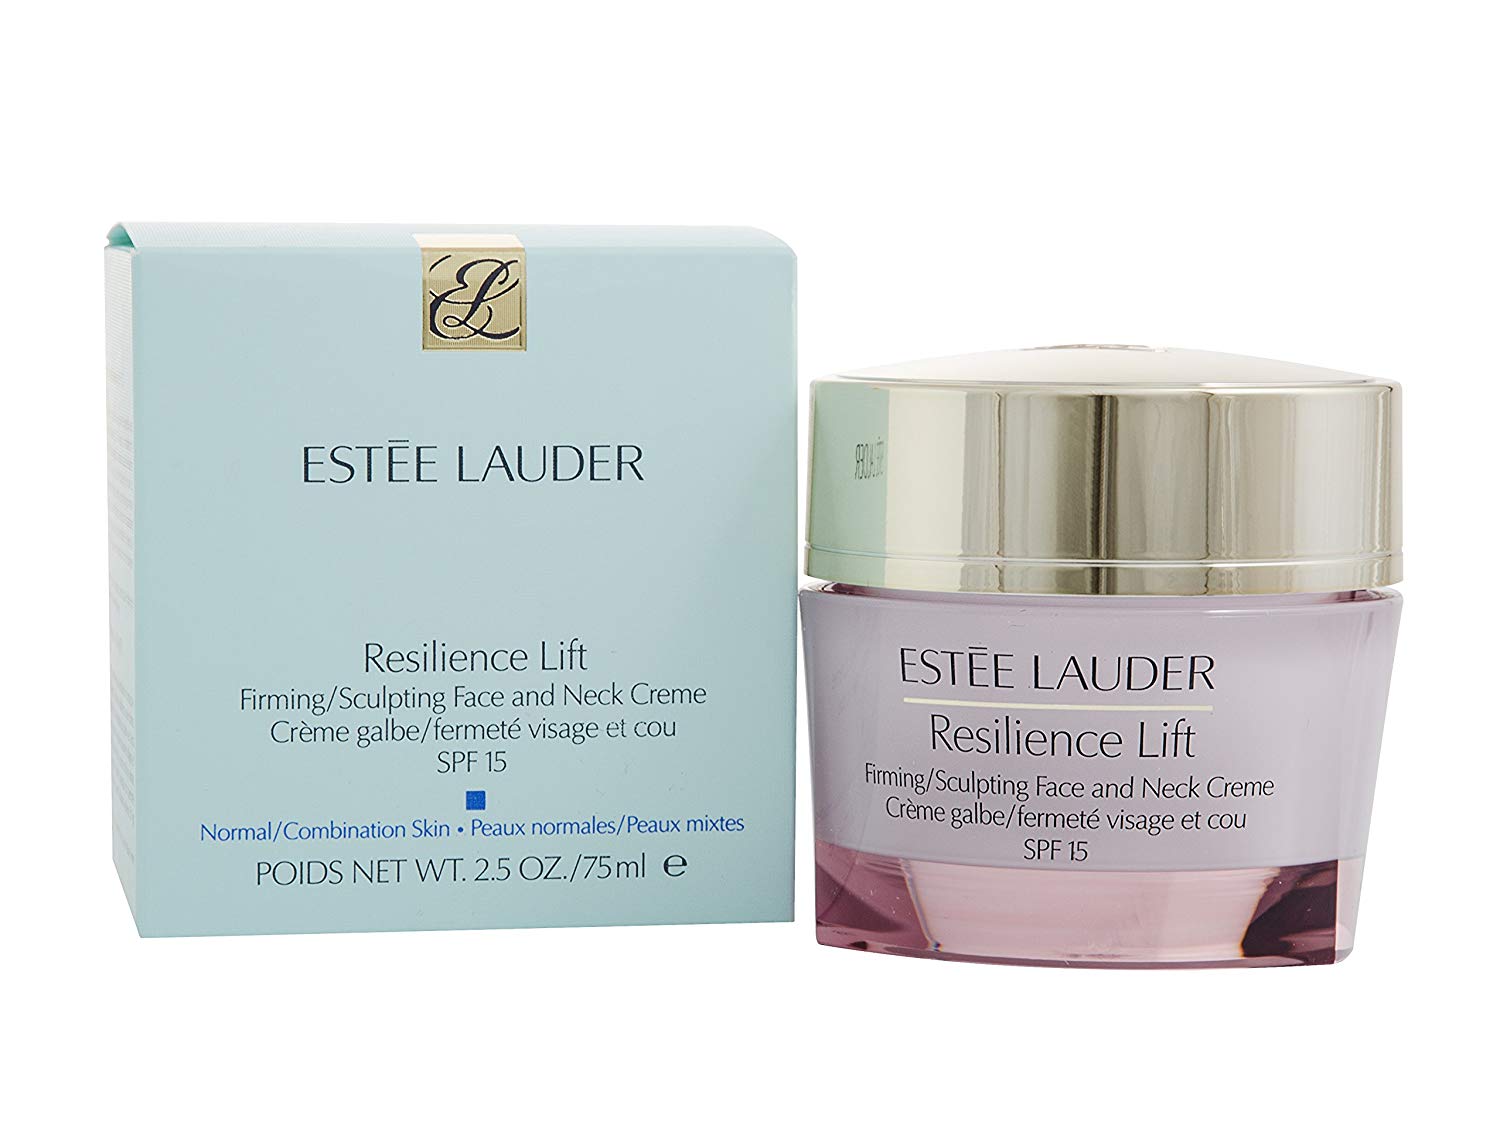 EL
ESTĒE LAUDER
Resilience Lift
Firming/Sculpting Face and Neck Creme
Crème galbe/fermeté visage et cou
SPF 15
Normal/Combination Skin • Peaux normales/Peaux mixtes
POIDS NET WT. 2.5 OZ./75ml ℮
ESTĒE LAUDER
Resilience Lift
Firming/Sculpting Face and Neck Creme
Crème galbe/fermeté visage et cou
SPF 15